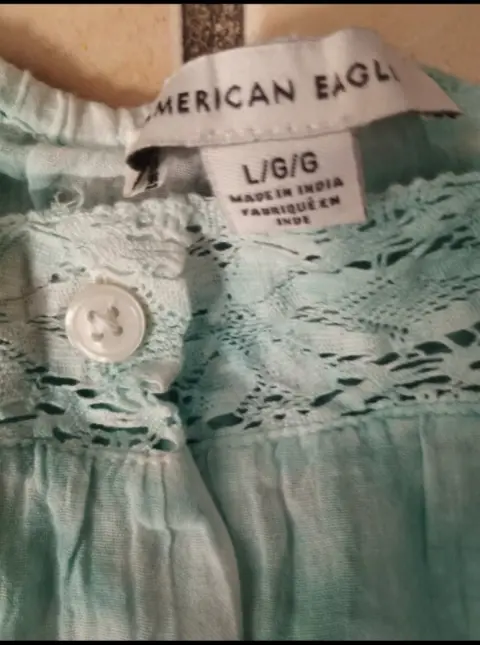 AMERICAN EAGL
L/G/G
MADE IN INDIA
FABRIQUÉ EN
INDE